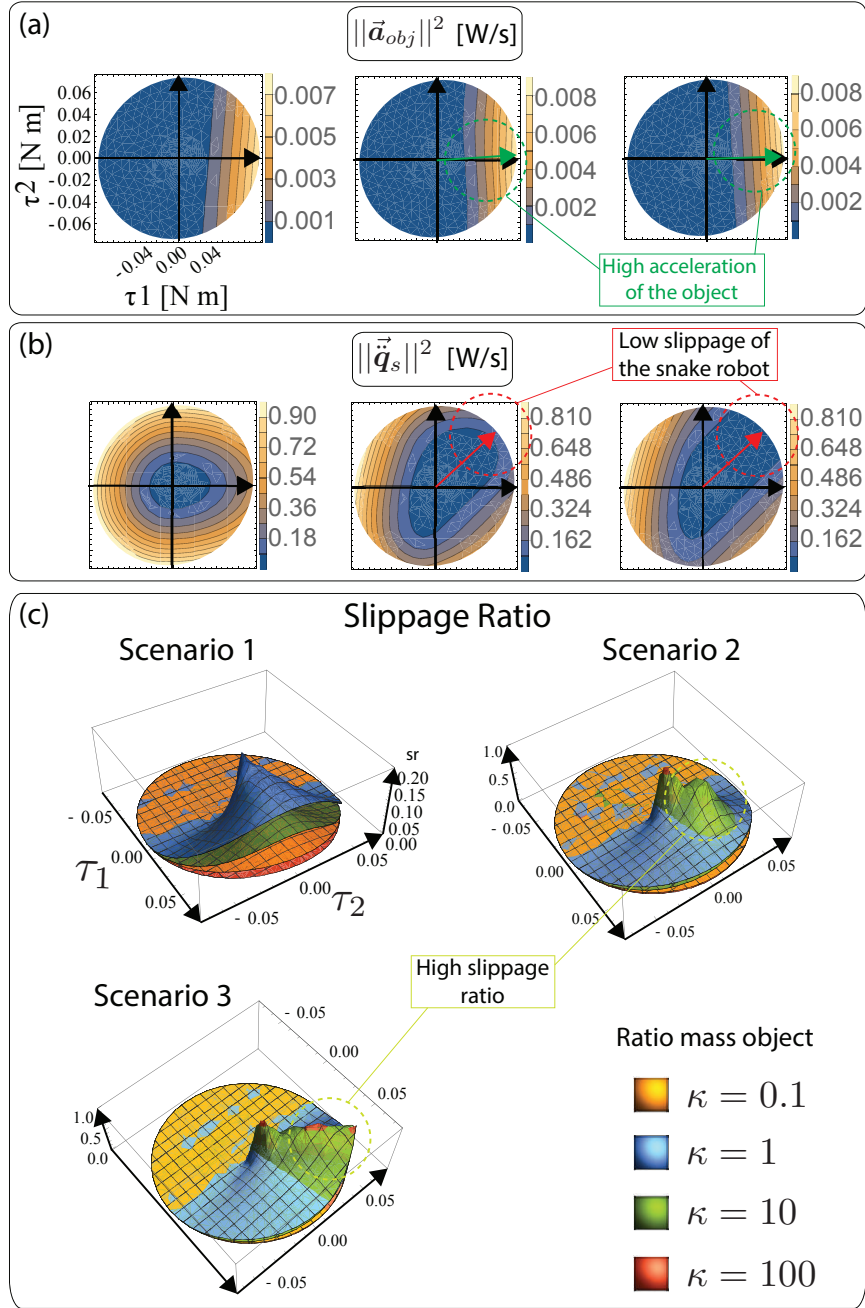 (a)
||a⃗_obj||² [W/s]
τ2 [N m]
0.06
0.04
0.02
0.00
-0.02
-0.04
-0.06
-0.04
0.00
0.04
τ1 [N m]
0.007
0.005
0.003
0.001
0.008
0.006
0.004
0.002
0.008
0.006
0.004
0.002
High acceleration
of the object
(b)
||q̈⃗_s||² [W/s]
Low slippage of
the snake robot
0.90
0.72
0.54
0.36
0.18
0.810
0.648
0.486
0.324
0.162
0.810
0.648
0.486
0.324
0.162
(c)
Slippage Ratio
Scenario 1
sr
0.20
0.15
0.10
0.05
0.00
- 0.05
0.00
0.05
τ₁
- 0.05
0.00
0.05
τ₂
Scenario 2
1.0
0.5
0.0
- 0.05
0.00
0.05
- 0.05
0.00
0.05
High slippage
ratio
Scenario 3
- 0.05
0.00
0.05
1.0
0.5
0.0
- 0.05
0.00
0.05
Ratio mass object
κ = 0.1
κ = 1
κ = 10
κ = 100